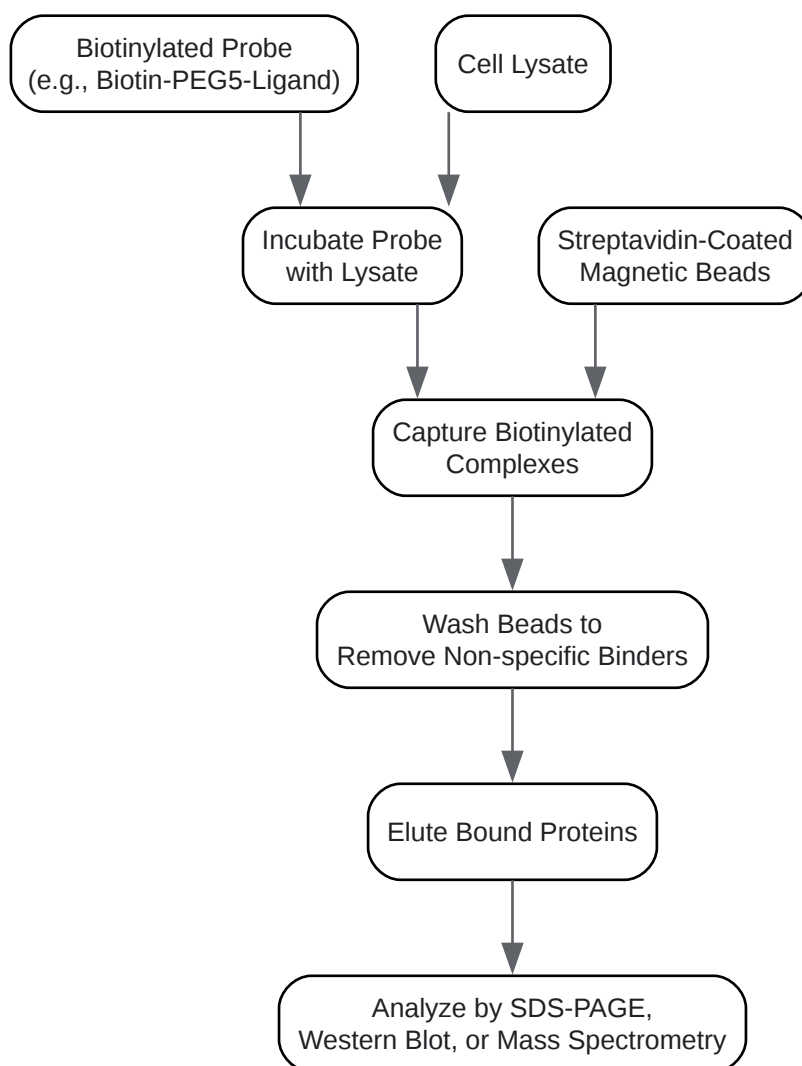 Biotinylated Probe
(e.g., Biotin-PEG5-Ligand)
Cell Lysate
Incubate Probe
with Lysate
Streptavidin-Coated
Magnetic Beads
Capture Biotinylated
Complexes
Wash Beads to
Remove Non-specific Binders
Elute Bound Proteins
Analyze by SDS-PAGE,
Western Blot, or Mass Spectrometry